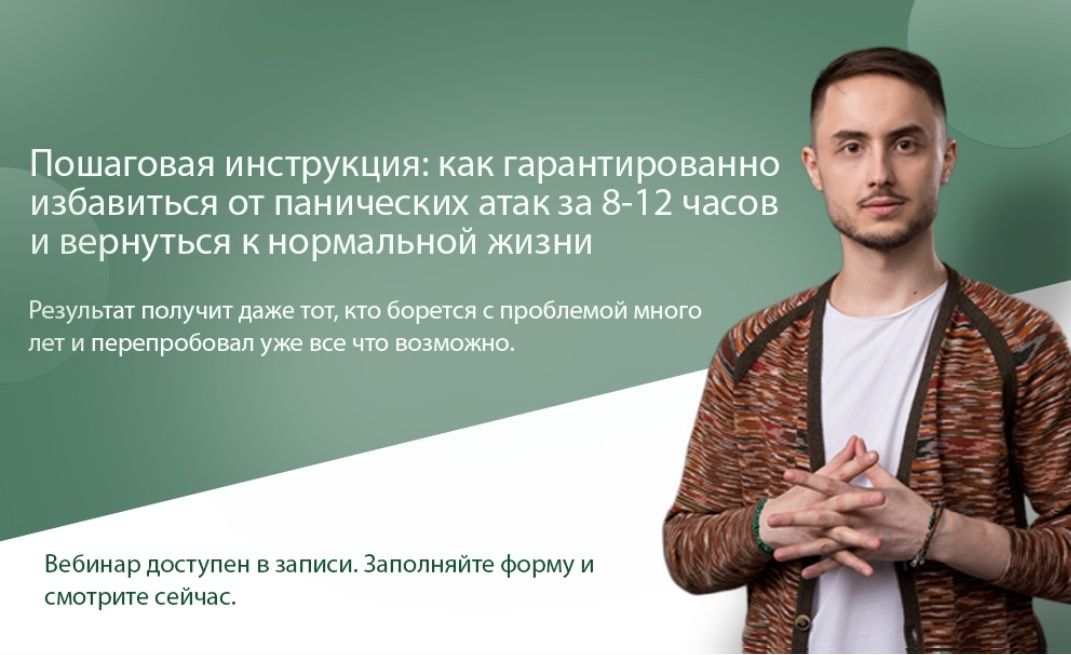 Пошаговая инструкция: как гарантированно
избавиться от панических атак за 8-12 часов
и вернуться к нормальной жизни
Результат получит даже тот, кто борется с проблемой много
лет и перепробовал уже все что возможно.
Вебинар доступен в записи. Заполняйте форму и
смотрите сейчас.